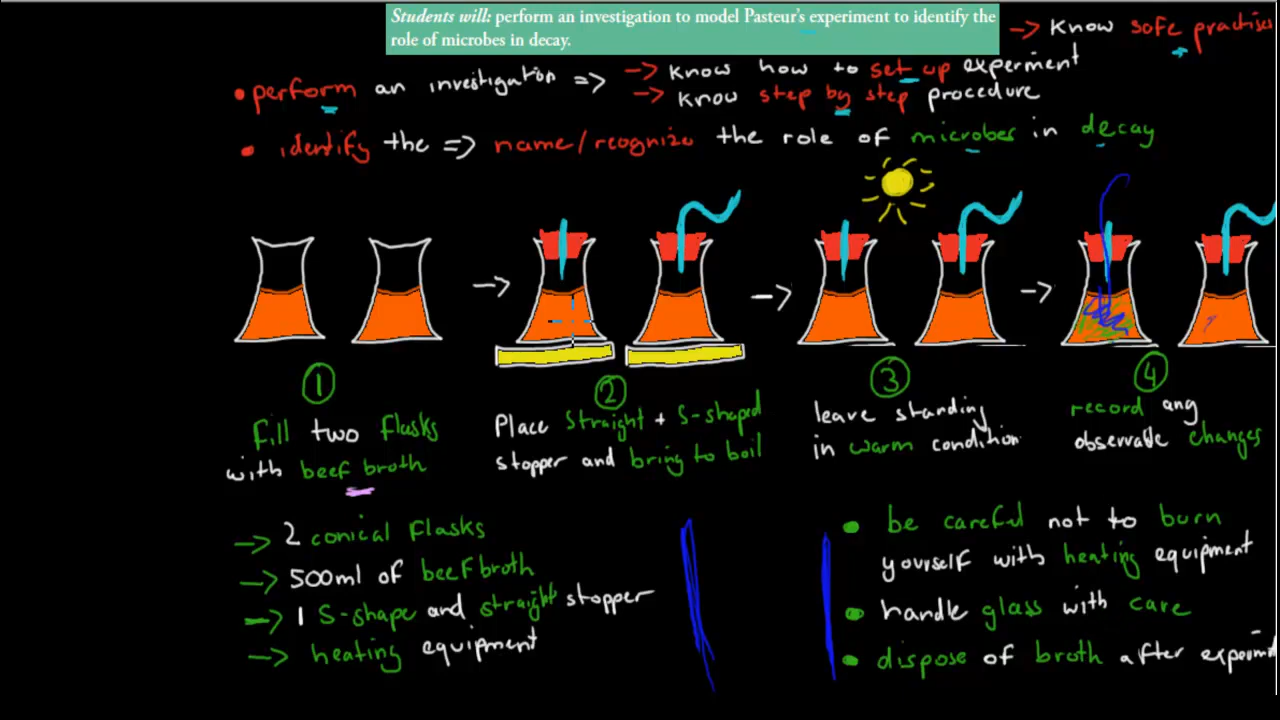 Students will: perform an investigation to model Pasteur's experiment to identify the
role of microbes in decay.
-> Know safe practises
• perform an investigation => -> Know how to set up experiment
-> Know step by step procedure
• identify the => name/recognize the role of microbes in decay
1
2
3
4
Fill two flasks
with beef broth
Place Straight + S-shaped
stopper and bring to boil
leave standing
in warm condition
record any
observable changes
-> 2 conical flasks
-> 500ml of beef broth
-> 1 S-shape and straight stopper
-> heating equipment
• be careful not to burn
yourself with heating equipment
• handle glass with care
• dispose of broth after